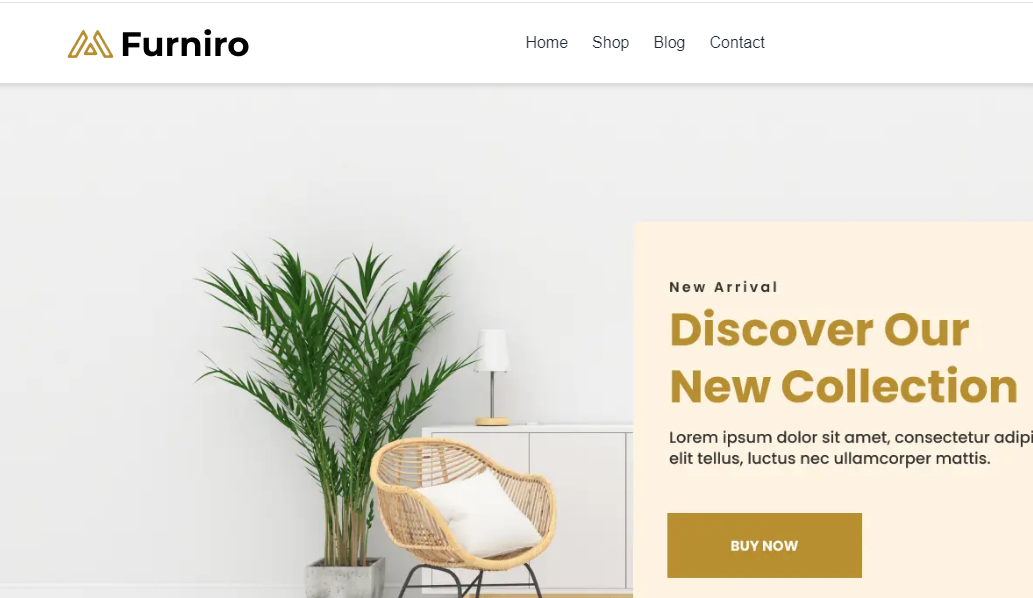 Furniro
Home Shop Blog Contact
New Arrival
Discover Our
New Collection
Lorem ipsum dolor sit amet, consectetur
elit tellus, luctus nec ullamcorper mattis.
BUY NOW